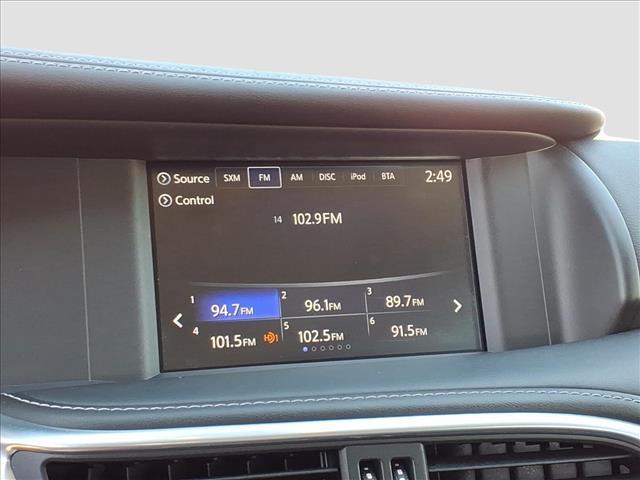 Source SXM FM AM DISC iPod BTA 2:49
Control
14 102.9FM
1 94.7FM 2 96.1FM 3 89.7FM
4 101.5FM 5 102.5FM 6 91.5FM